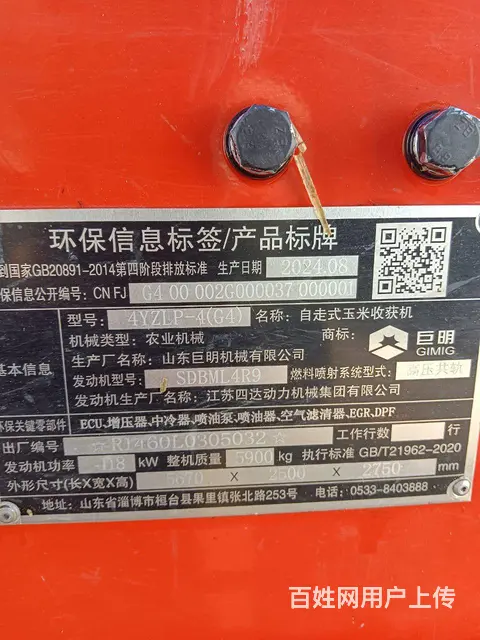 环保信息标签/产品标牌
到国家GB20891-2014第四阶段排放标准 生产日期 2024.08
保信息公开编号: CN FJ G4 00 002G000037 000001
型号: 4YZLP-4(G4) 名称: 自走式玉米收获机
机械类型: 农业机械 商标: 巨明 GIMIG
基本信息 生产厂名称: 山东巨明机械有限公司
发动机型号: SDBML4R9 燃料喷射系统型式: 高压共轨
发动机生产厂名称: 江苏四达动力机械集团有限公司
环保关键零部件 ECU,增压器,中冷器,喷油泵,喷油器,空气滤清器,EGR,DPF
出厂编号 工作行数 行
发动机功率 kW 整机质量 5900 kg 执行标准 GB/T21962-2020
外形尺寸(长X宽X高) X 2500 X 2750 mm
地址: 山东省淄博市桓台县果里镇张北路253号 电话: 0533-8403888
百姓网用户上传